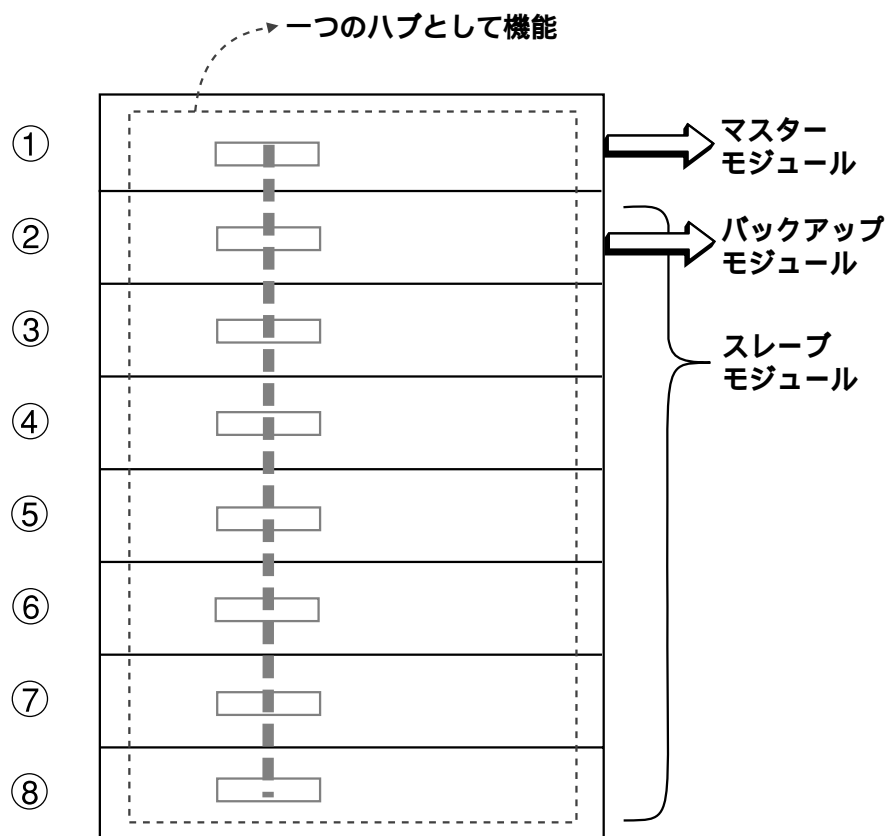 一つのハブとして機能
①
マスター
モジュール
②
バックアップ
モジュール
③
スレーブ
モジュール
④
⑤
⑥
⑦
⑧